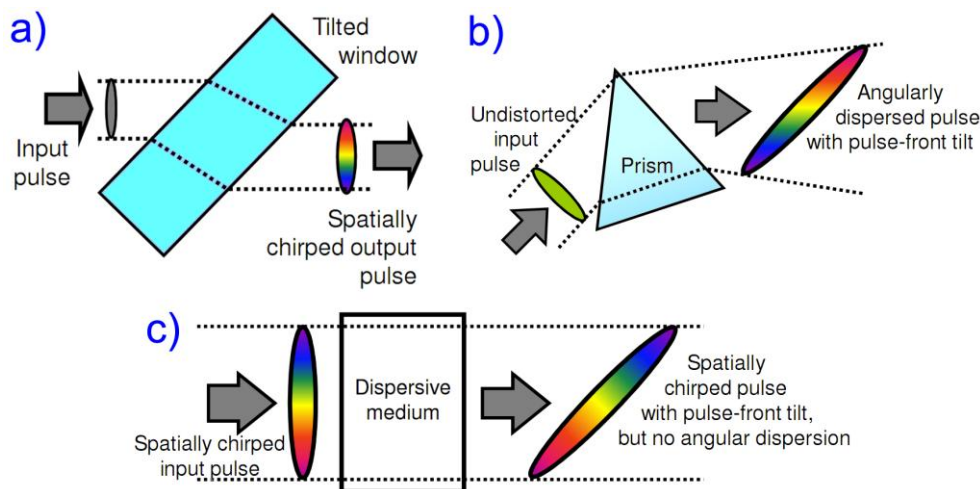 a)
Tilted
window
Input
pulse
Spatially
chirped output
pulse
b)
Undistorted
input
pulse
Prism
Angularly
dispersed pulse
with pulse-front tilt
c)
Spatially chirped
input pulse
Dispersive
medium
Spatially
chirped pulse
with pulse-front tilt,
but no angular dispersion